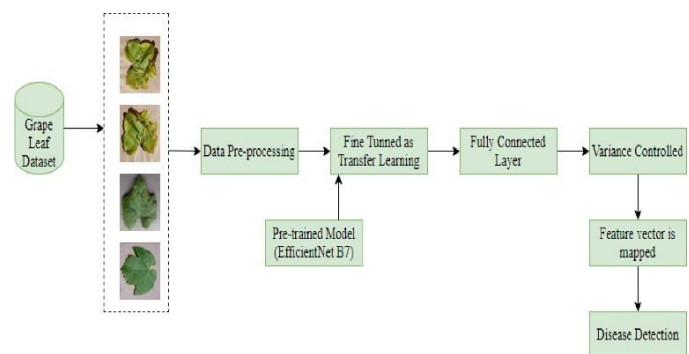 Grape
Leaf
Dataset
Data Pre-processing
Fine Tunned as
Transfer Learning
Fully Connected
Layer
Variance Controlled
Pre-trained Model
(EfficientNet B7)
Feature vector is
mapped
Disease Detection